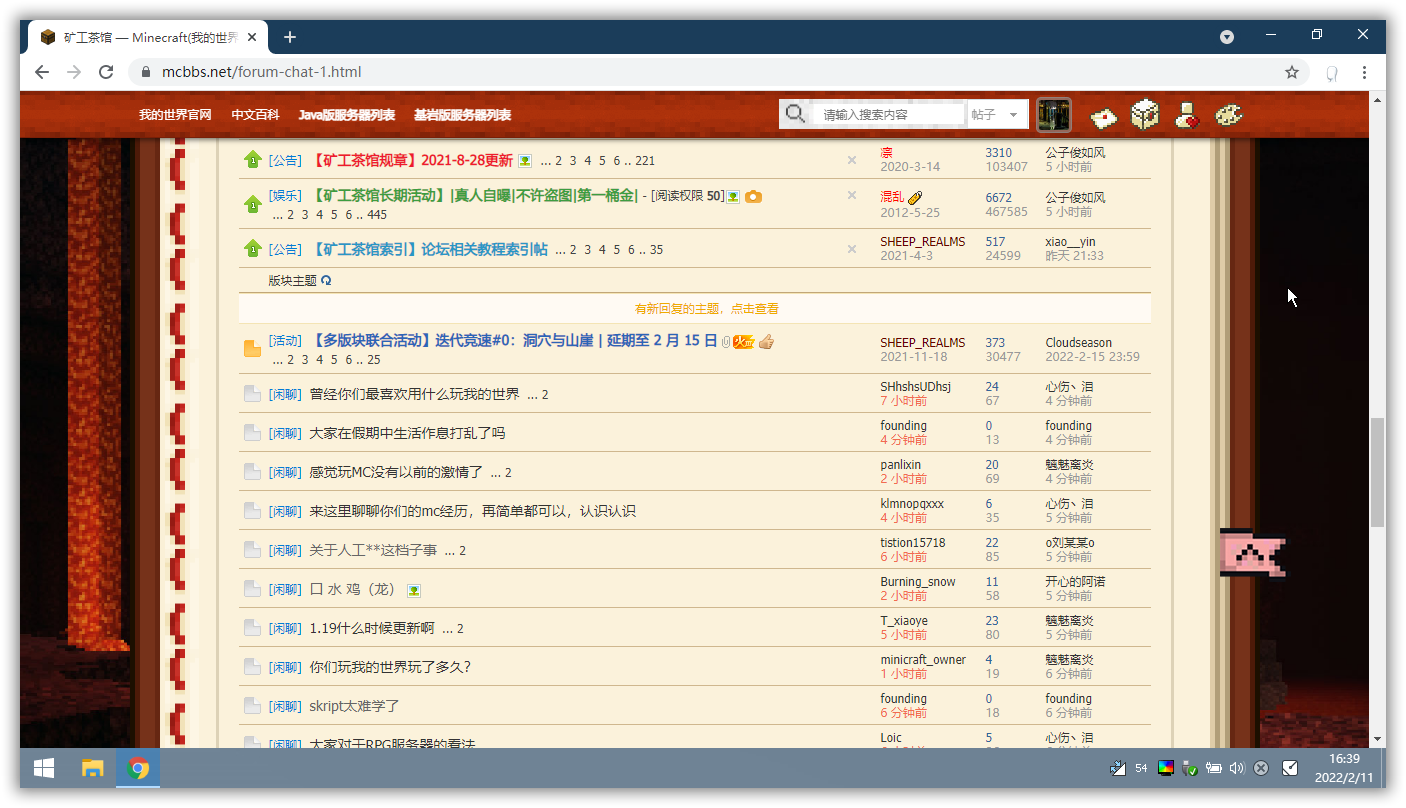 矿工茶馆 — Minecraft(我的世界
mcbbs.net/forum-chat-1.html
我的世界官网 中文百科 Java版服务器列表 基岩版服务器列表 请输入搜索内容 帖子
[公告] 【矿工茶馆规章】2021-8-28更新 ... 2 3 4 5 6 .. 221
凛 3310 公子俊如风
2020-3-14 103407 5 小时前
[娱乐] 【矿工茶馆长期活动】|真人自曝|不许盗图|第一桶金| - [阅读权限 50]
... 2 3 4 5 6 .. 445
混乱 6672 公子俊如风
2012-5-25 467585 5 小时前
[公告] 【矿工茶馆索引】论坛相关教程索引帖 ... 2 3 4 5 6 .. 35
SHEEP_REALMS 517 xiao__yin
2021-4-3 24599 昨天 21:33
版块主题
有新回复的主题，点击查看
[活动] 【多版块联合活动】迭代竞速#0：洞穴与山崖 | 延期至 2 月 15 日 火
... 2 3 4 5 6 .. 25
SHEEP_REALMS 373 Cloudseason
2021-11-18 30477 2022-2-15 23:59
[闲聊] 曾经你们最喜欢用什么玩我的世界 ... 2
SHhshsUDhsj 24 心伤丶泪
7 小时前 67 4 分钟前
[闲聊] 大家在假期中生活作息打乱了吗
founding 0 founding
4 分钟前 13 4 分钟前
[闲聊] 感觉玩MC没有以前的激情了 ... 2
panlixin 20 魑魅离炎
2 小时前 69 4 分钟前
[闲聊] 来这里聊聊你们的mc经历，再简单都可以，认识认识
klmnopqxxx 6 心伤丶泪
4 小时前 35 5 分钟前
[闲聊] 关于人工**这档子事 ... 2
tistion15718 22 o刘某某o
6 小时前 85 5 分钟前
[闲聊] 口 水 鸡（龙）
Burning_snow 11 开心的阿诺
2 小时前 58 5 分钟前
[闲聊] 1.19什么时候更新啊 ... 2
T_xiaoye 23 魑魅离炎
5 小时前 80 5 分钟前
[闲聊] 你们玩我的世界玩了多久？
minicraft_owner 4 魑魅离炎
1 小时前 19 6 分钟前
[闲聊] skript太难学了
founding 0 founding
6 分钟前 18 6 分钟前
[闲聊] 大家对于RPG服务器的看法
Loic 5 心伤丶泪
54 16:39
2022/2/11